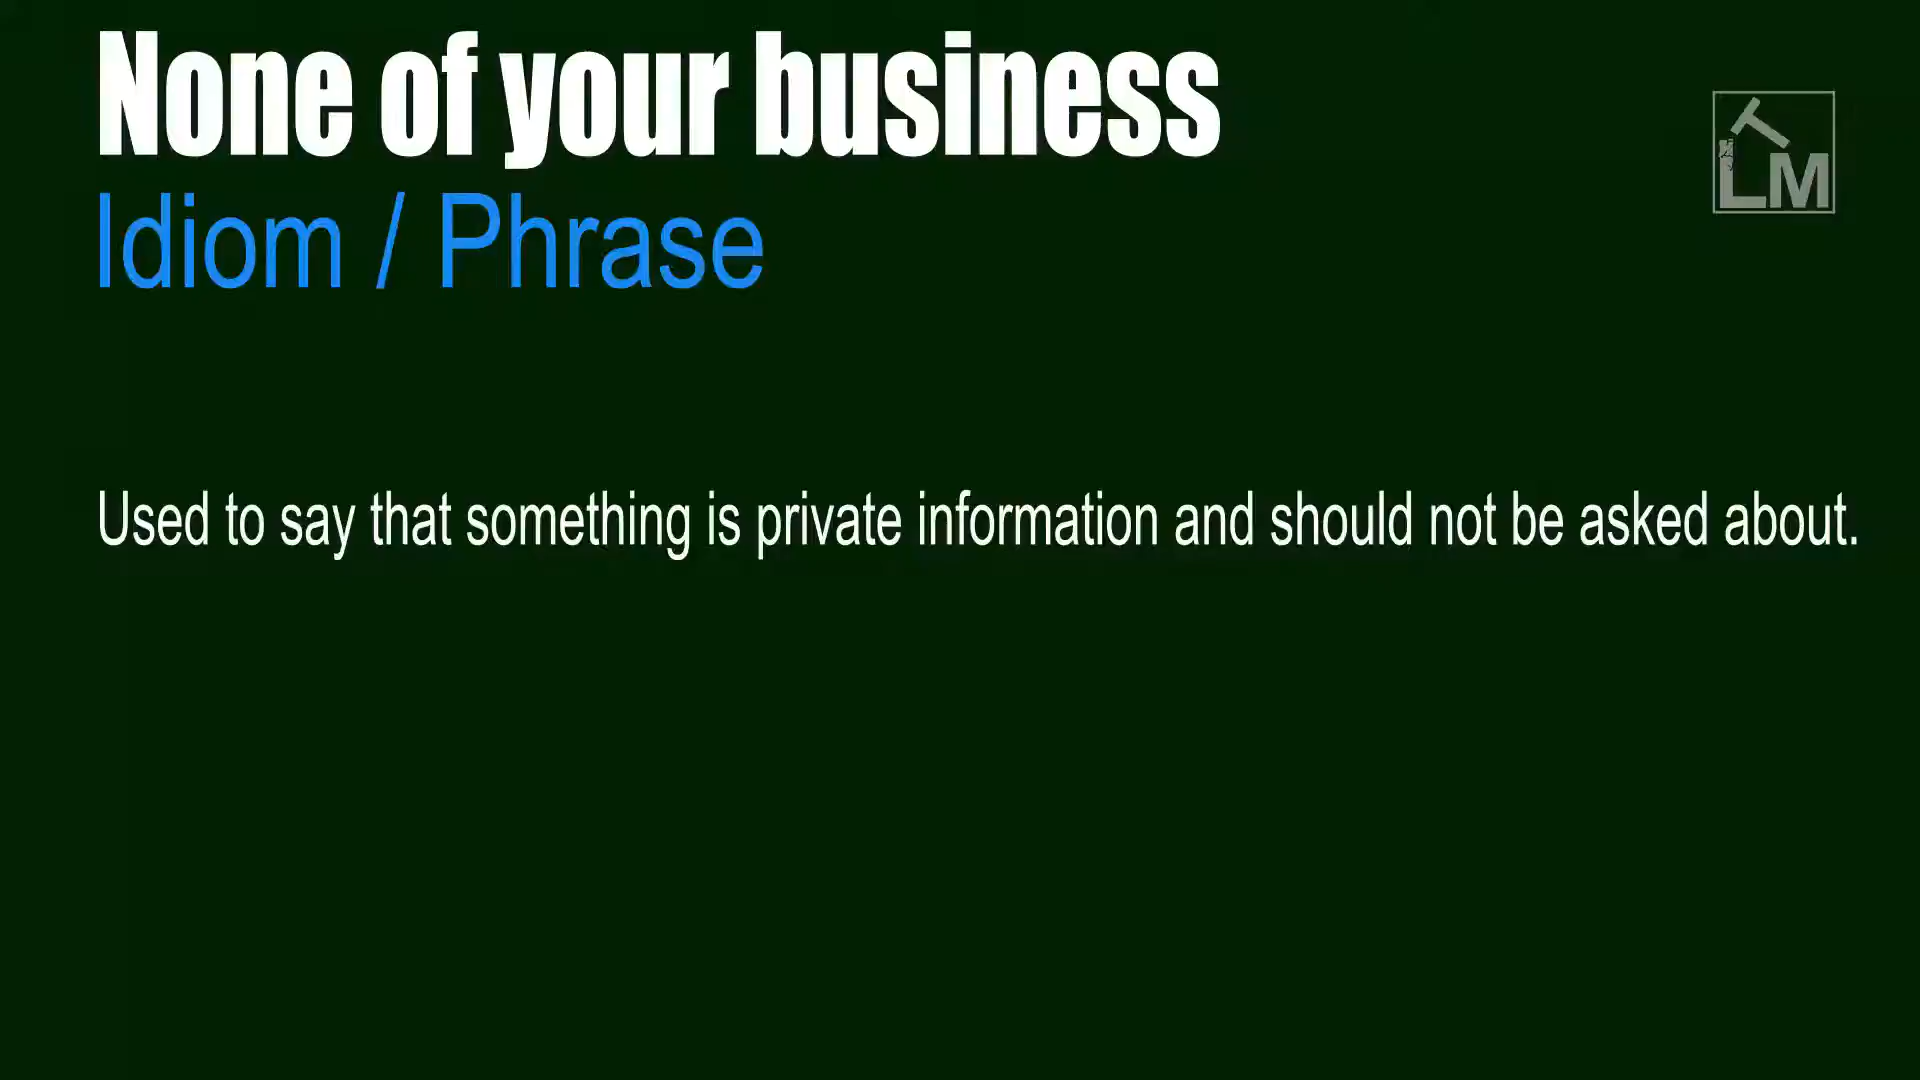 None of your business
Idiom / Phrase
LM
Used to say that something is private information and should not be asked about.